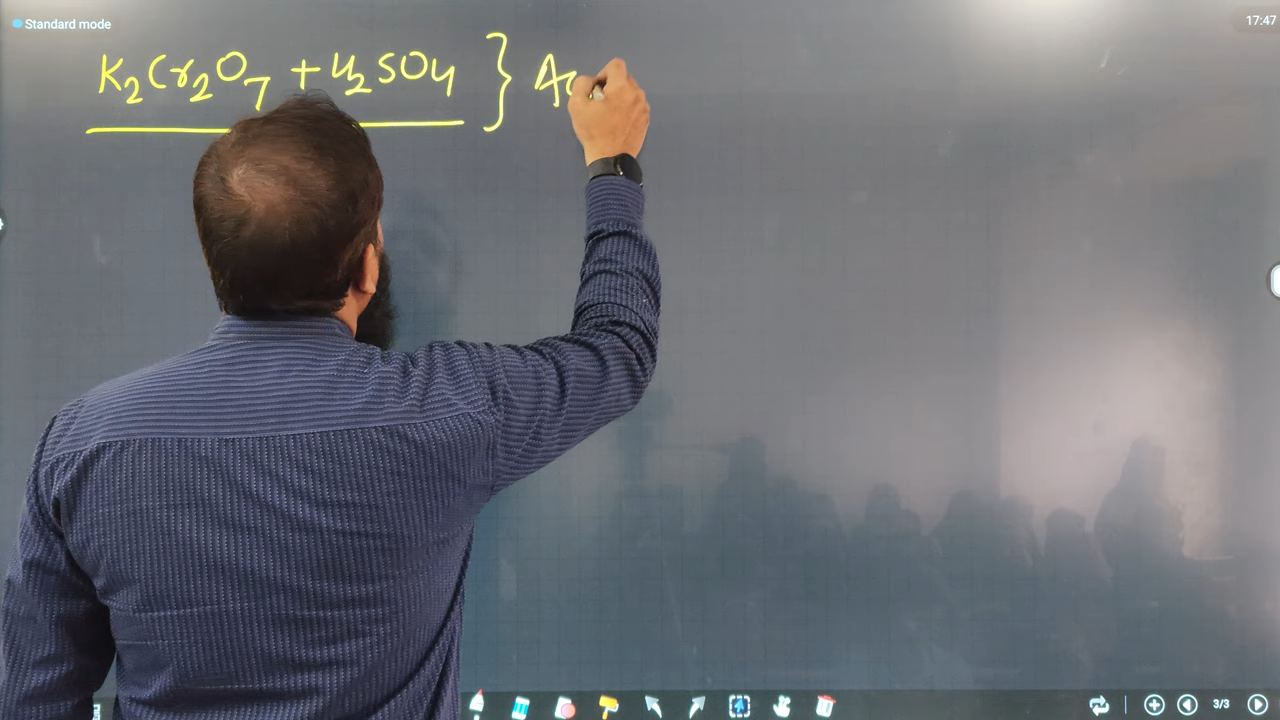 Standard mode
17:47
K₂Cr₂O₇ + H₂SO₄ }
3/3